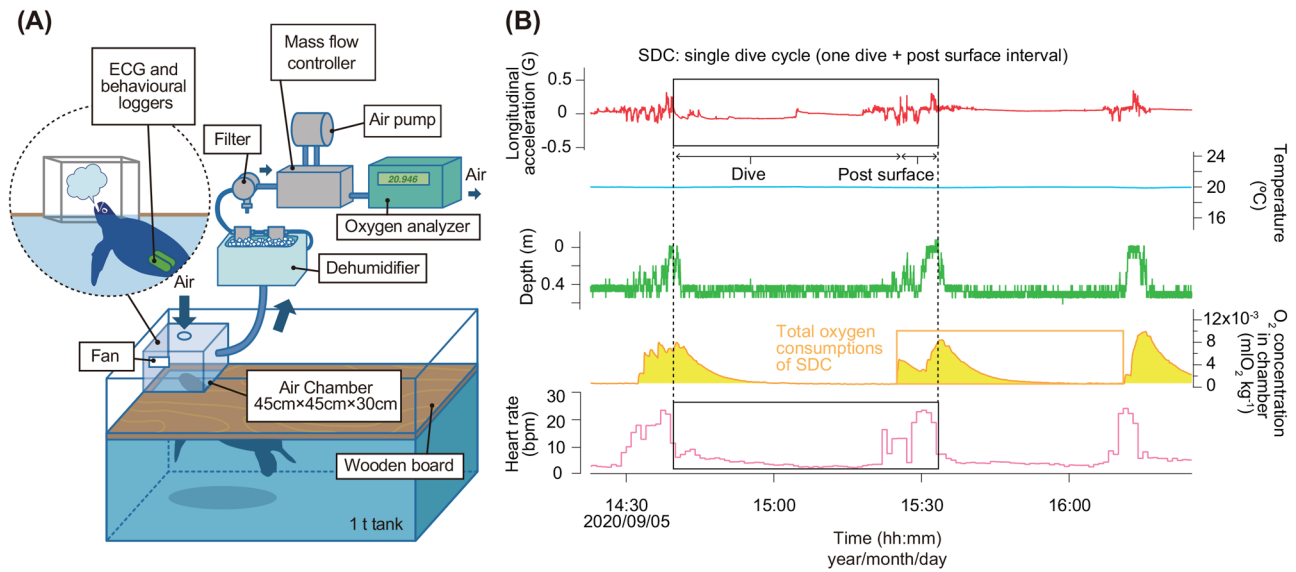 (A)
ECG and
behavioural
loggers
Mass flow
controller
Air pump
Filter
20.946
Air
Oxygen analyzer
Dehumidifier
Air
Fan
Air Chamber
45cm×45cm×30cm
Wooden board
1 t tank
(B)
SDC: single dive cycle (one dive + post surface interval)
Longitudinal
acceleration (G)
0.5
0
-0.5
Dive
Post surface
24
20
16
Temperature
(ºC)
Depth (m)
0
0.4
Total oxygen
consumptions
of SDC
12×10⁻³
8
4
0
O₂ concentration
in chamber
(mlO₂ kg⁻¹)
Heart rate
(bpm)
30
20
10
0
14:30
15:00
15:30
16:00
2020/09/05
Time (hh:mm)
year/month/day